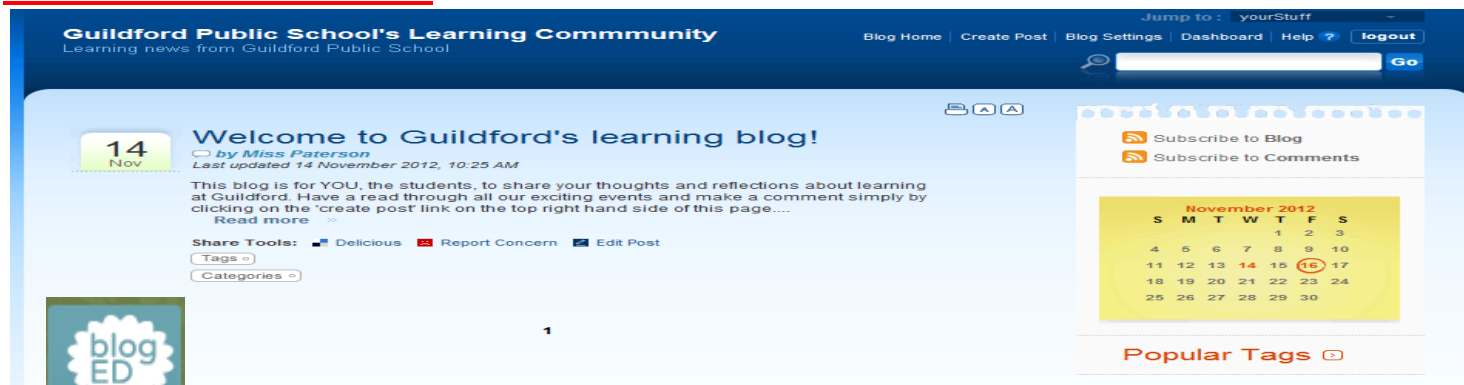 Jump to : yourStuff
Guildford Public School's Learning Commmunity
Learning news from Guildford Public School
Blog Home | Create Post | Blog Settings | Dashboard | Help ? logout
Go
A A
14
Nov
Welcome to Guildford's learning blog!
by Miss Paterson
Last updated 14 November 2012, 10:25 AM
This blog is for YOU, the students, to share your thoughts and reflections about learning
at Guildford. Have a read through all our exciting events and make a comment simply by
clicking on the 'create post' link on the top right hand side of this page....
Read more »
Share Tools: Delicious Report Concern Edit Post
Tags
Categories
1
blog
ED
Subscribe to Blog
Subscribe to Comments
November 2012
S M T W T F S
1 2 3
4 5 6 7 8 9 10
11 12 13 14 15 16 17
18 19 20 21 22 23 24
25 26 27 28 29 30
Popular Tags